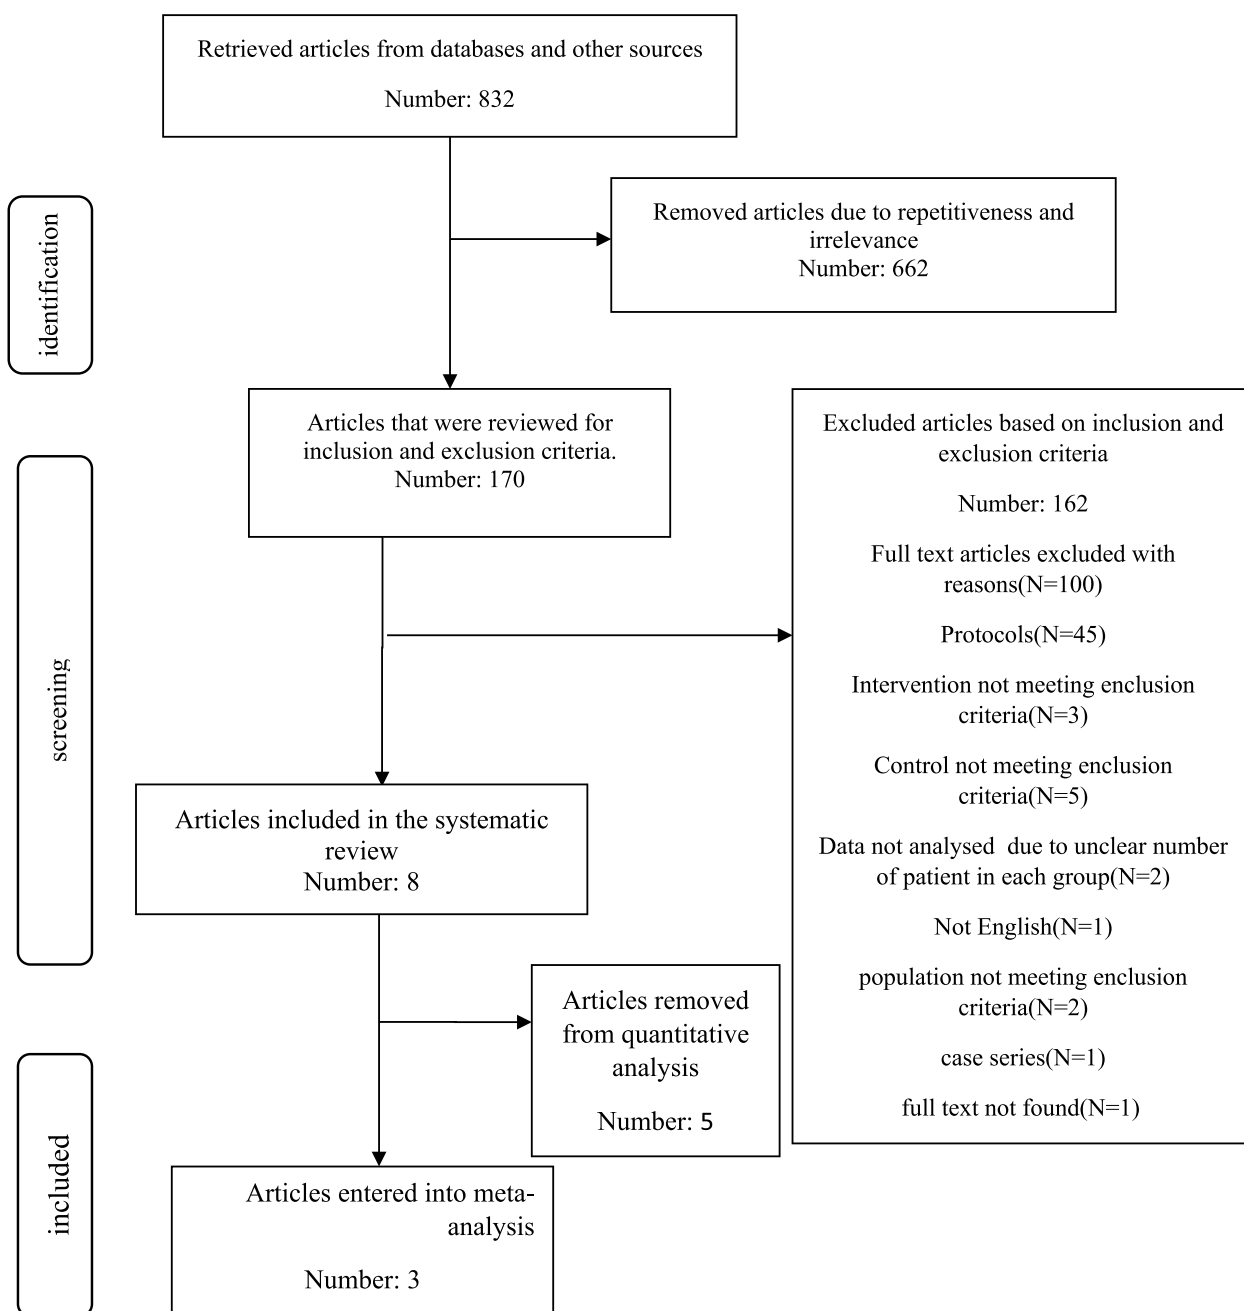 Retrieved articles from databases and other sources
Number: 832
identification
Removed articles due to repetitiveness and
irrelevance
Number: 662
Articles that were reviewed for
inclusion and exclusion criteria.
Number: 170
Excluded articles based on inclusion and
exclusion criteria
Number: 162
Full text articles excluded with
reasons(N=100)
Protocols(N=45)
Intervention not meeting enclusion
criteria(N=3)
Control not meeting enclusion
criteria(N=5)
Data not analysed  due to unclear number
of patient in each group(N=2)
Not English(N=1)
population not meeting enclusion
criteria(N=2)
case series(N=1)
full text not found(N=1)
screening
Articles included in the systematic
review
Number: 8
Articles removed
from quantitative
analysis
Number: 5
included
Articles entered into meta-
analysis
Number: 3